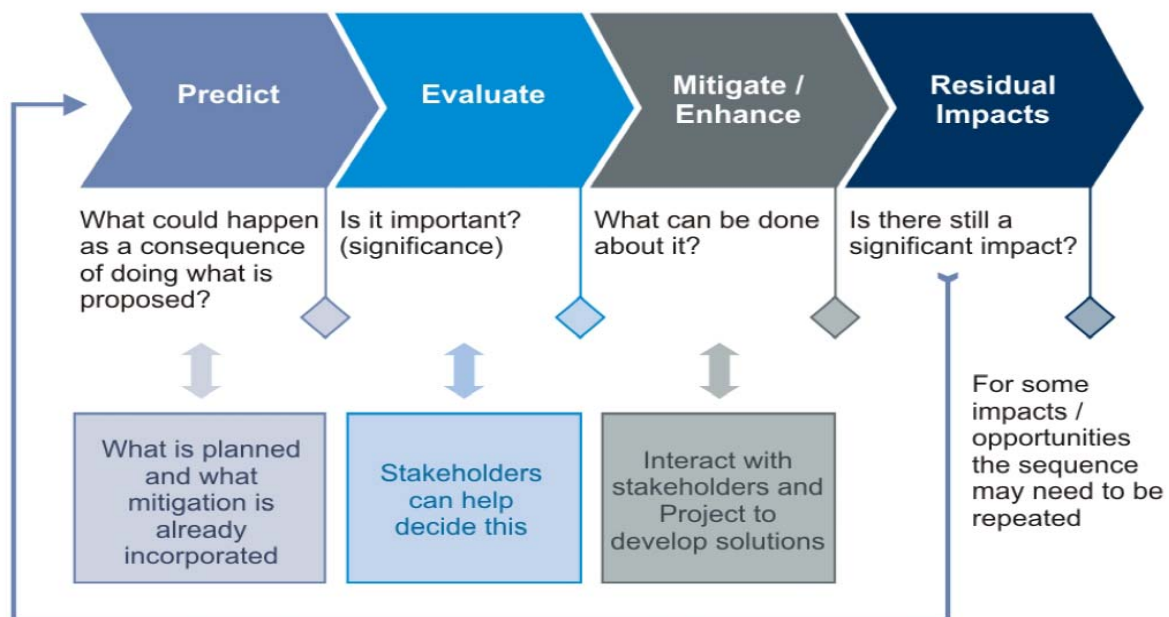 Predict
Evaluate
Mitigate /
Enhance
Residual
Impacts
What could happen
as a consequence
of doing what is
proposed?
Is it important?
(significance)
What can be done
about it?
Is there still a
significant impact?
What is planned
and what
mitigation is
already
incorporated
Stakeholders
can help
decide this
Interact with
stakeholders and
Project to
develop solutions
For some
impacts /
opportunities
the sequence
may need to be
repeated